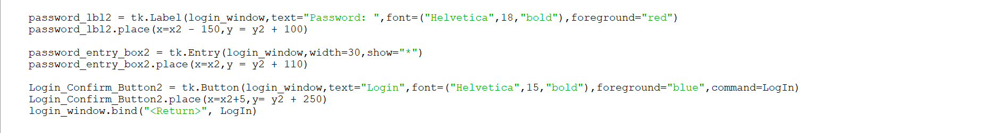 password_lbl2 = tk.Label(login_window,text="Password: ",font=("Helvetica",18,"bold"),foreground="red")
password_lbl2.place(x=x2 - 150,y = y2 + 100)
password_entry_box2 = tk.Entry(login_window,width=30,show="*")
password_entry_box2.place(x=x2,y = y2 + 110)
Login_Confirm_Button2 = tk.Button(login_window,text="Login",font=("Helvetica",15,"bold"),foreground="blue",command=LogIn)
Login_Confirm_Button2.place(x=x2+5,y= y2 + 250)
login_window.bind("<Return>", LogIn)